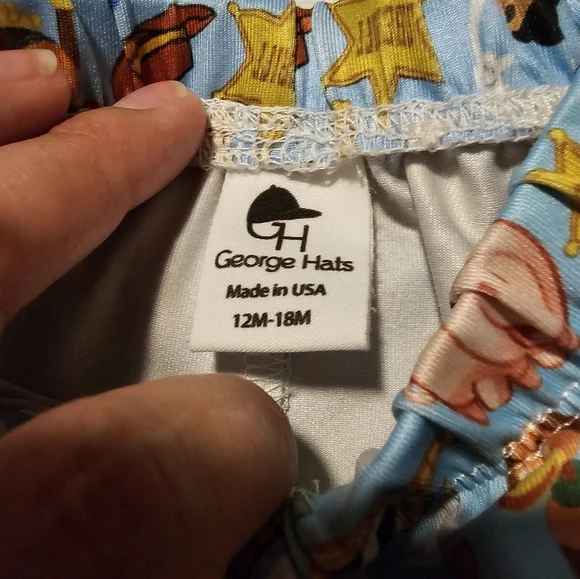 GH
George Hats
Made in USA
12M-18M